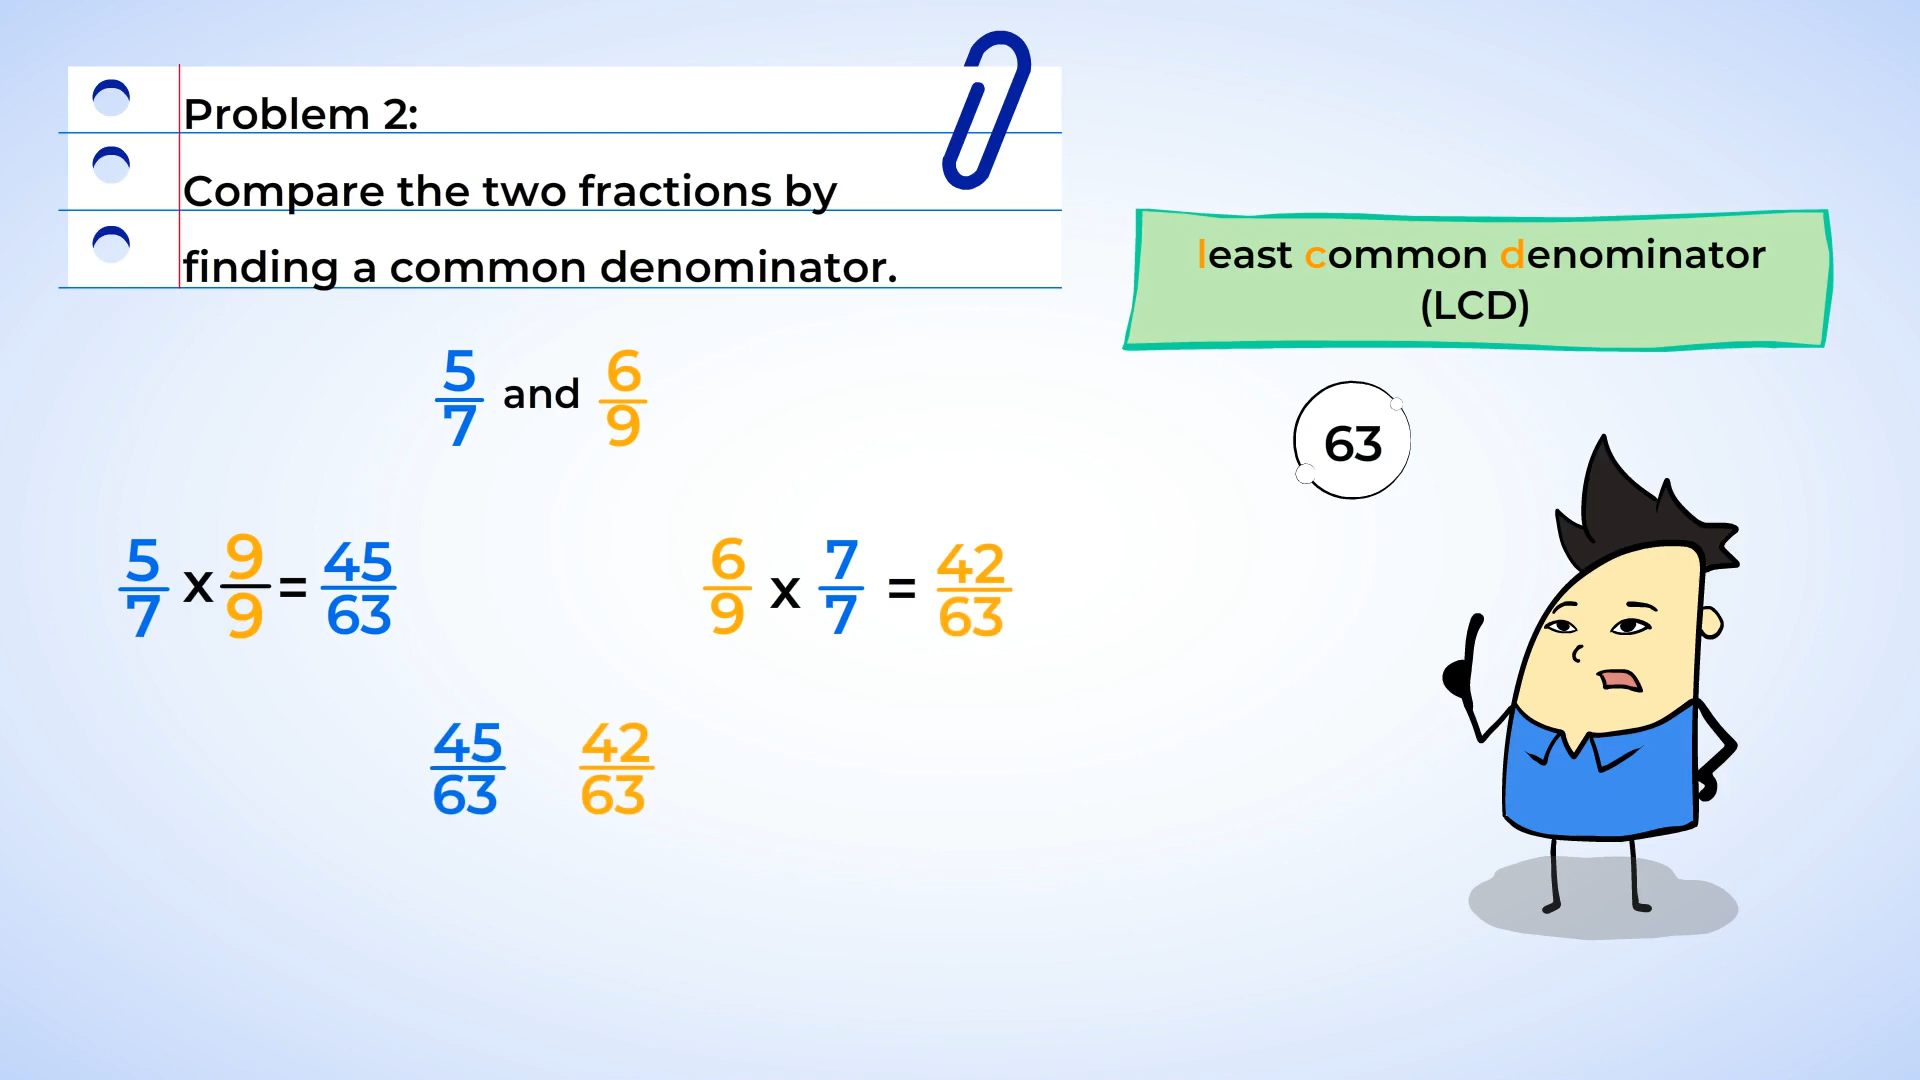 Problem 2:
Compare the two fractions by
finding a common denominator.
least common denominator
(LCD)
5/7 and 6/9
63
5/7 x 9/9 = 45/63
6/9 x 7/7 = 42/63
45/63 42/63